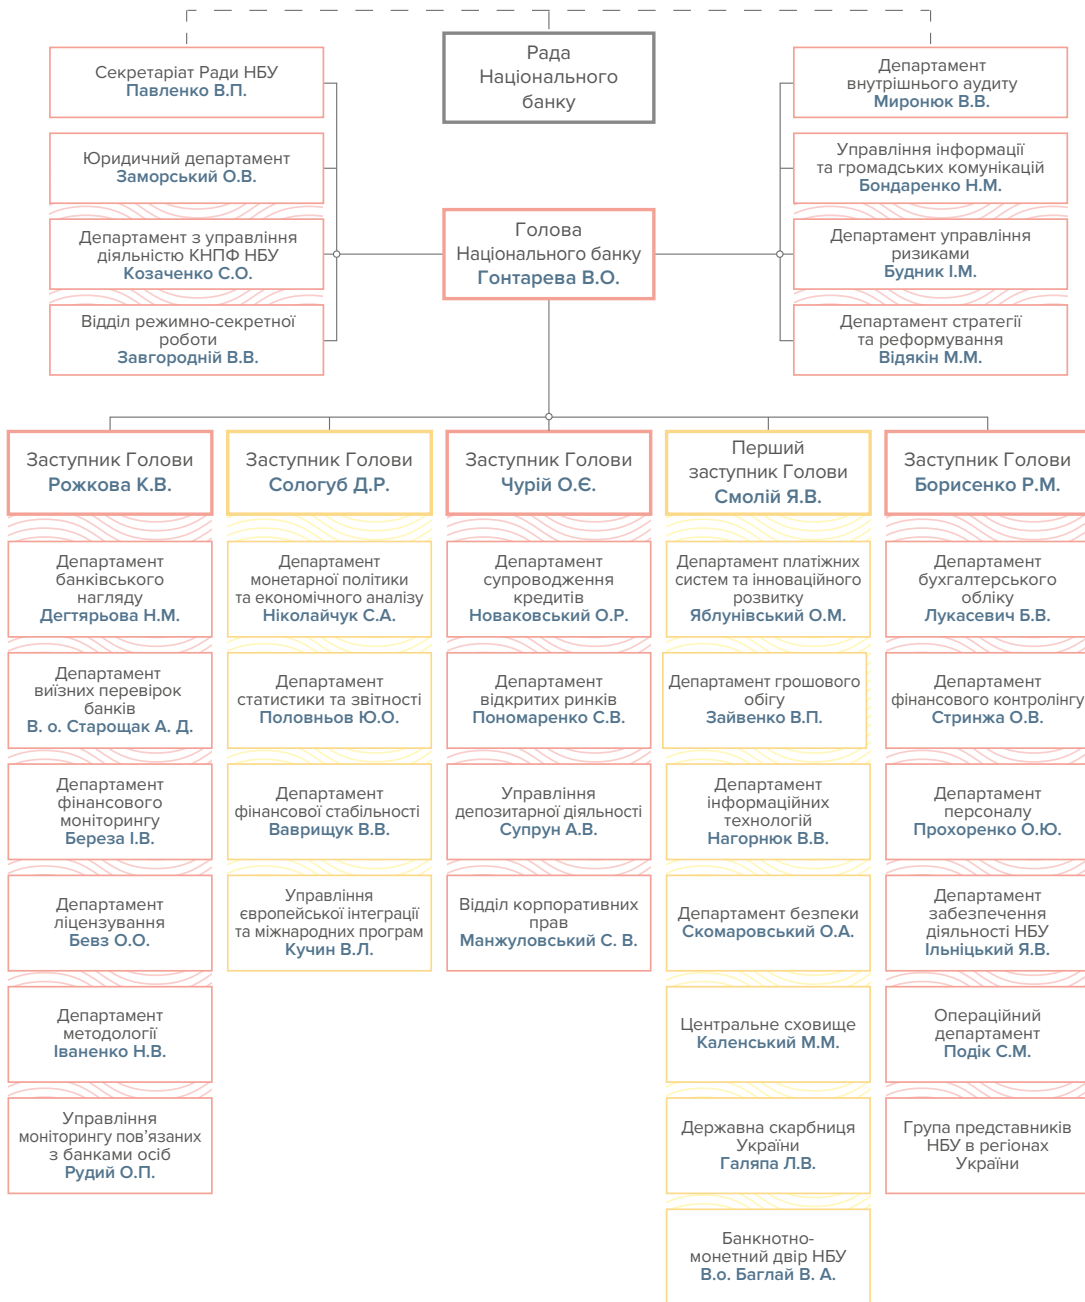 Рада
Національного
банку
Секретаріат Ради НБУ
Павленко В.П.
Юридичний департамент
Заморський О.В.
Департамент з управління
діяльністю КНПФ НБУ
Козаченко С.О.
Відділ режимно-секретної
роботи
Завгородній В.В.
Голова
Національного банку
Гонтарева В.О.
Департамент
внутрішнього аудиту
Миронюк В.В.
Управління інформації
та громадських комунікацій
Бондаренко Н.М.
Департамент управління
ризиками
Будник І.М.
Департамент стратегії
та реформування
Відякін М.М.
Заступник Голови
Рожкова К.В.
Департамент
банківського
нагляду
Дегтярьова Н.М.
Департамент
виїзних перевірок
банків
В. о. Старощак А. Д.
Департамент
фінансового
моніторингу
Береза І.В.
Департамент
ліцензування
Бевз О.О.
Департамент
методології
Іваненко Н.В.
Управління
моніторингу пов’язаних
з банками осіб
Рудий О.П.
Заступник Голови
Сологуб Д.Р.
Департамент
монетарної політики
та економічного аналізу
Ніколайчук С.А.
Департамент
статистики та звітності
Половньов Ю.О.
Департамент
фінансової стабільності
Ваврищук В.В.
Управління
європейської інтеграції
та міжнародних програм
Кучин В.Л.
Заступник Голови
Чурій О.Є.
Департамент
супроводження
кредитів
Новаковський О.Р.
Департамент
відкритих ринків
Пономаренко С.В.
Управління
депозитарної діяльності
Супрун А.В.
Відділ корпоративних
прав
Манжуловський С. В.
Перший
заступник Голови
Смолій Я.В.
Департамент платіжних
систем та інноваційного
розвитку
Яблунівський О.М.
Департамент грошового
обігу
Зайвенко В.П.
Департамент
інформаційних
технологій
Нагорнюк В.В.
Департамент безпеки
Скомаровський О.А.
Центральне сховище
Каленський М.М.
Державна скарбниця
України
Галяпа Л.В.
Банкнотно-
монетний двір НБУ
В.о. Баглай В. А.
Заступник Голови
Борисенко Р.М.
Департамент
бухгалтерського
обліку
Лукасевич Б.В.
Департамент
фінансового контролінгу
Стринжа О.В.
Департамент
персоналу
Прохоренко О.Ю.
Департамент
забезпечення
діяльності НБУ
Ільніцький Я.В.
Операційний
департамент
Подік С.М.
Група представників
НБУ в регіонах
України